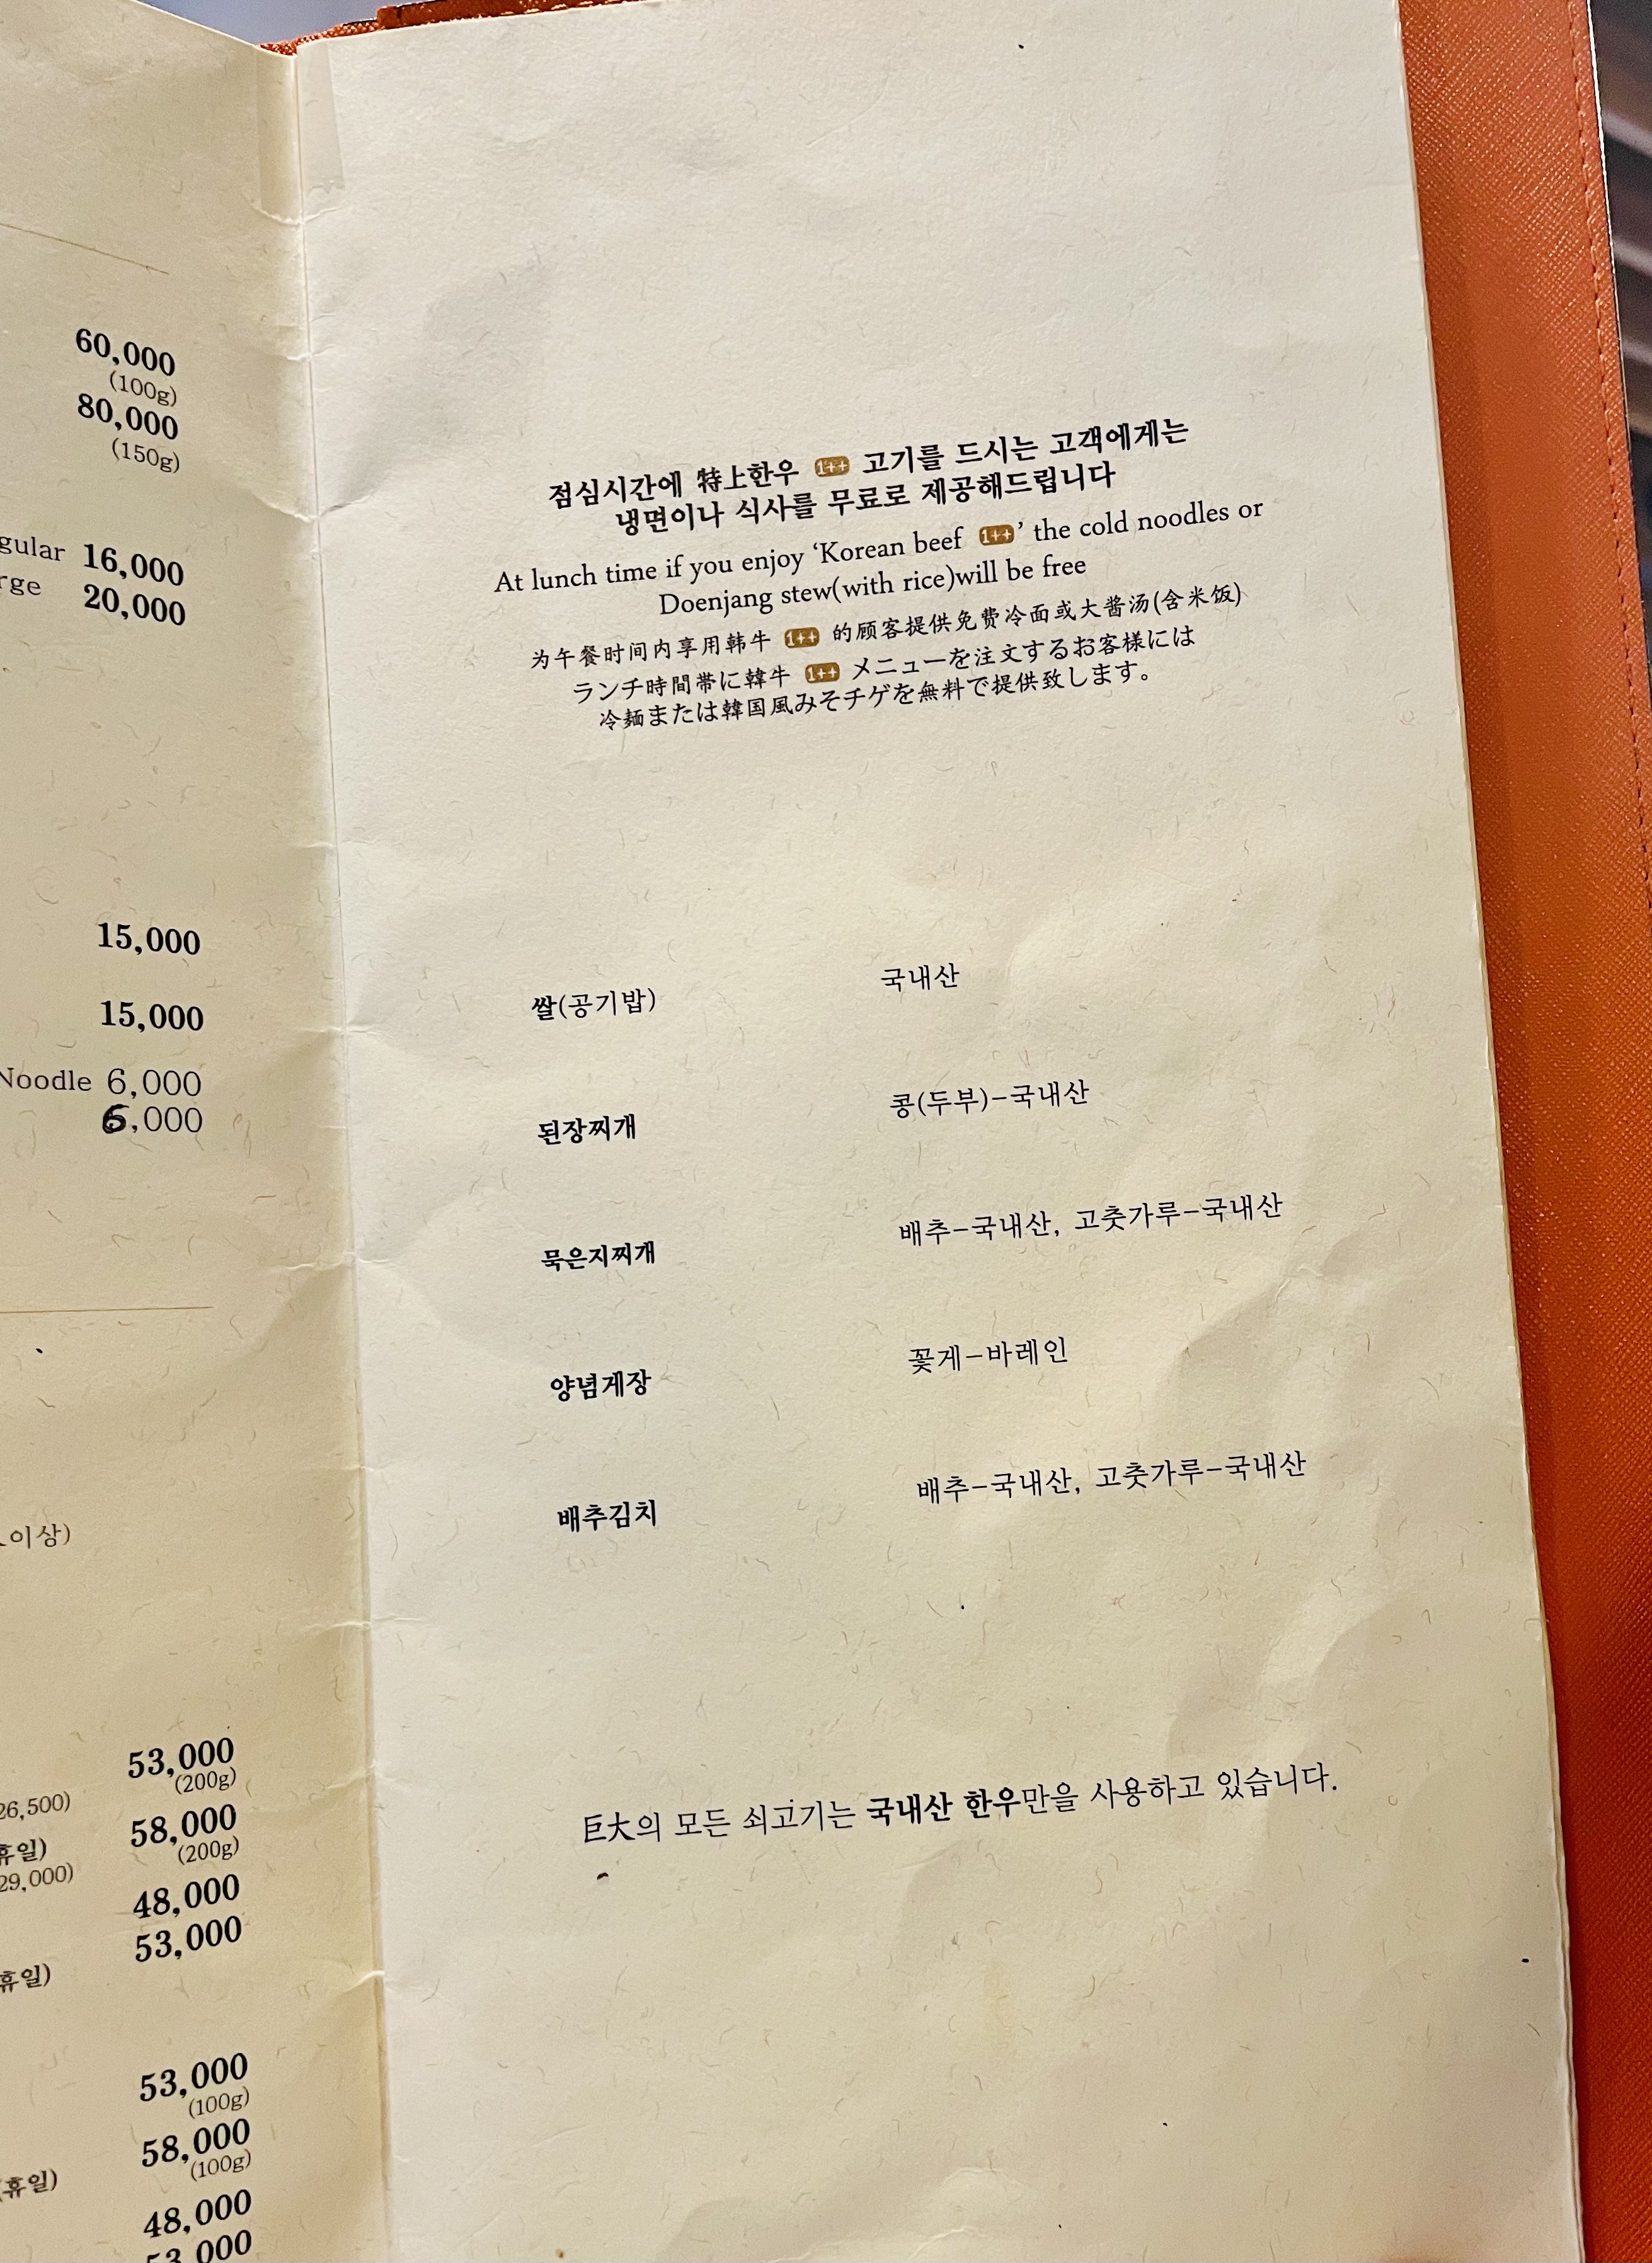 60,000
(100g)
80,000
(150g)
gular 16,000
rge 20,000
15,000
15,000
Noodle 6,000
6,000
이상)
53,000
(200g)
26,500)
58,000
휴일)
(200g)
29,000)
48,000
53,000
휴일)
53,000
(100g)
58,000
(100g)
(휴일)
48,000
53,000
점심시간에 特上한우 1++ 고기를 드시는 고객에게는
냉면이나 식사를 무료로 제공해드립니다
At lunch time if you enjoy ‘Korean beef 1++’ the cold noodles or
Doenjang stew(with rice)will be free
为午餐时间内享用韩牛 1++ 的顾客提供免费冷面或大酱汤(含米饭)
ランチ時間帯に韓牛 1++ メニューを注文するお客様には
冷麺または韓国風みそチゲを無料で提供致します。
쌀(공기밥) 국내산
된장찌개 콩(두부)-국내산
묵은지찌개 배추-국내산, 고춧가루-국내산
양념게장 꽃게-바레인
배추김치 배추-국내산, 고춧가루-국내산
巨大의 모든 쇠고기는 국내산 한우만을 사용하고 있습니다.